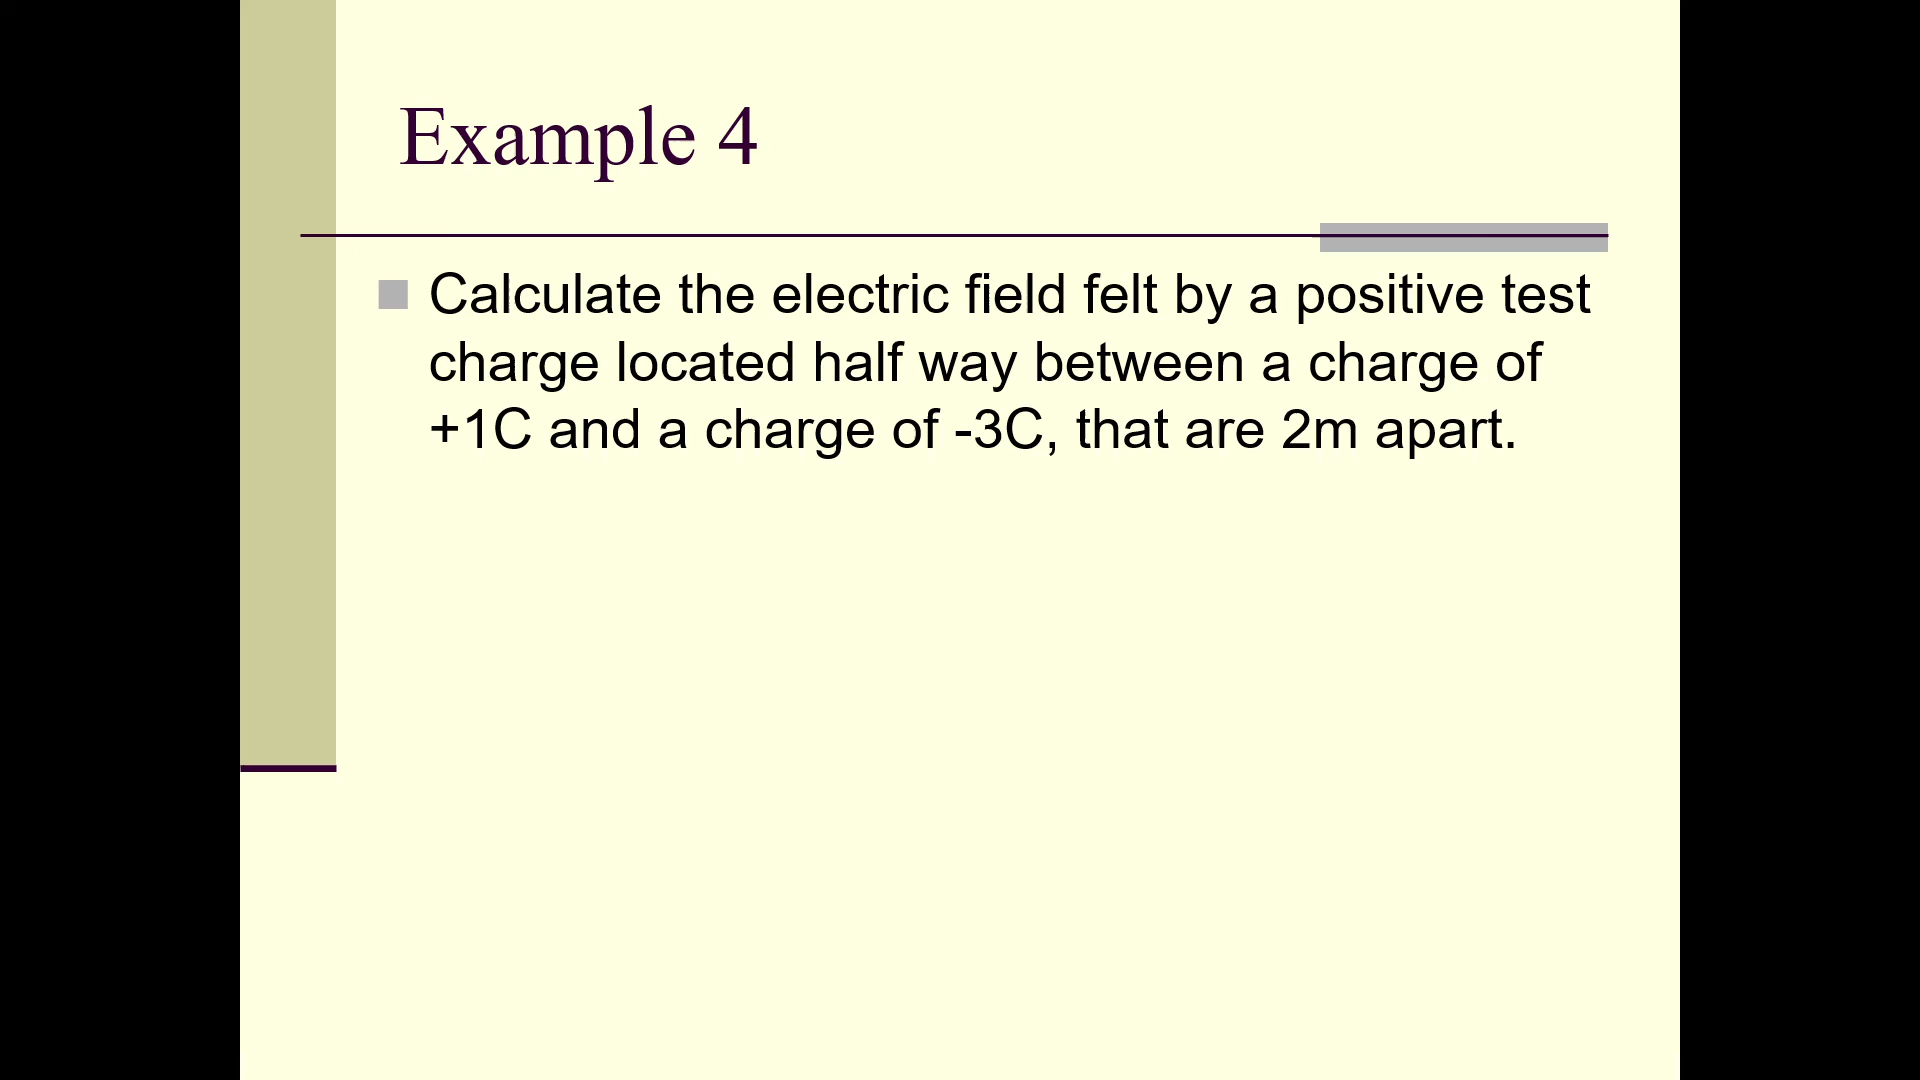 Example 4
Calculate the electric field felt by a positive test
charge located half way between a charge of
+1C and a charge of -3C, that are 2m apart.